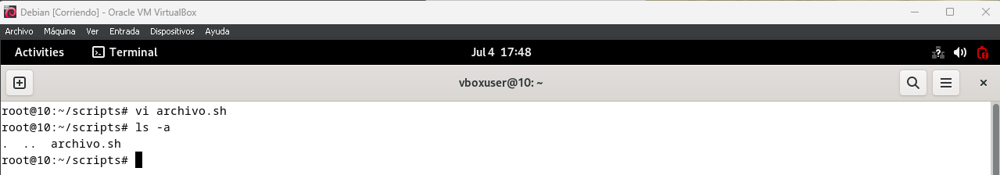 Debian [Corriendo] - Oracle VM VirtualBox
Archivo Máquina Ver Entrada Dispositivos Ayuda
Activities Terminal Jul 4 17:48
vboxuser@10: ~
root@10:~/scripts# vi archivo.sh
root@10:~/scripts# ls -a
. .. archivo.sh
root@10:~/scripts#